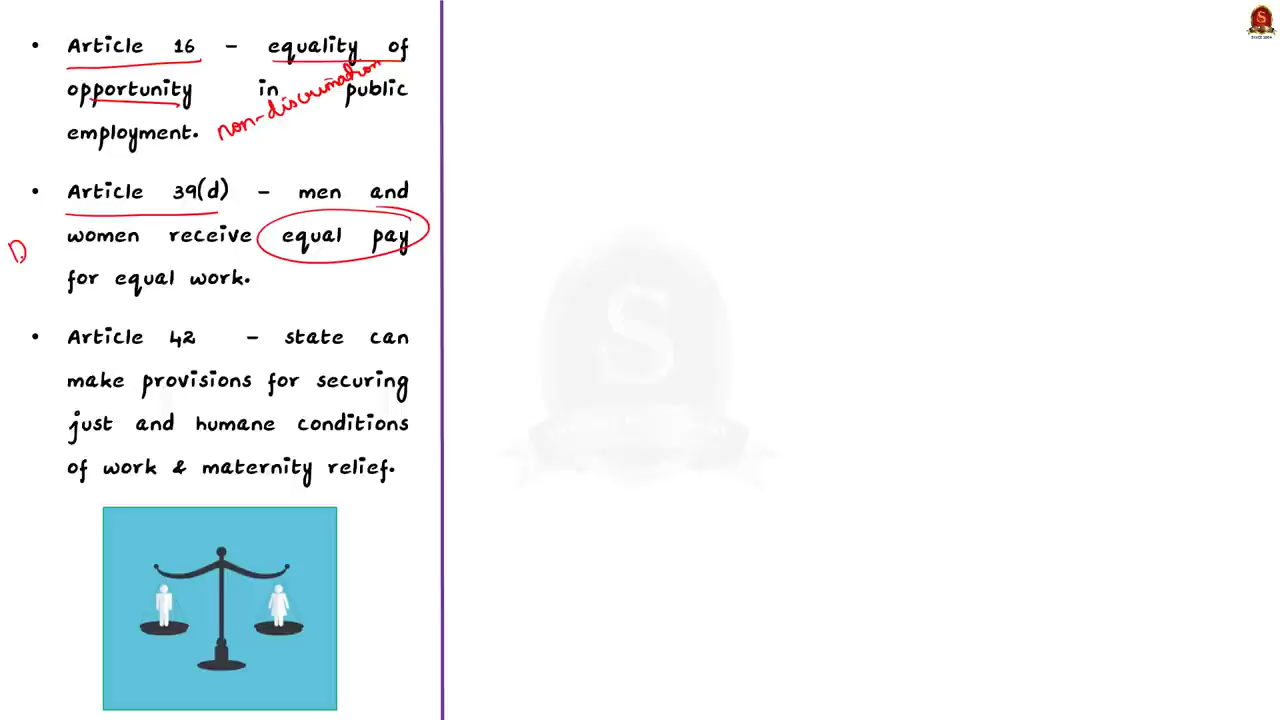 • Article 16 - equality of
opportunity in public
employment.
non-discrimination
• Article 39(d) - men and
women receive equal pay
for equal work.
D
• Article 42 - state can
make provisions for securing
just and humane conditions
of work & maternity relief.
S
S